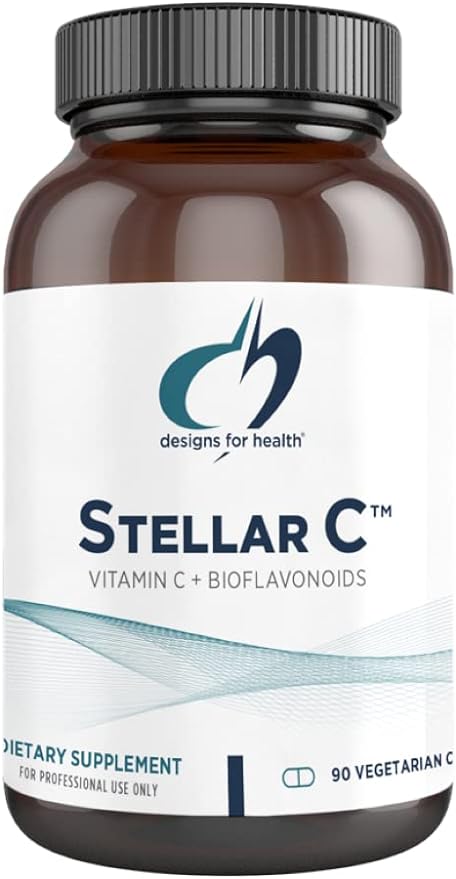 designs for health®
STELLAR C™
VITAMIN C + BIOFLAVONOIDS
DIETARY SUPPLEMENT
FOR PROFESSIONAL USE ONLY
90 VEGETARIAN C